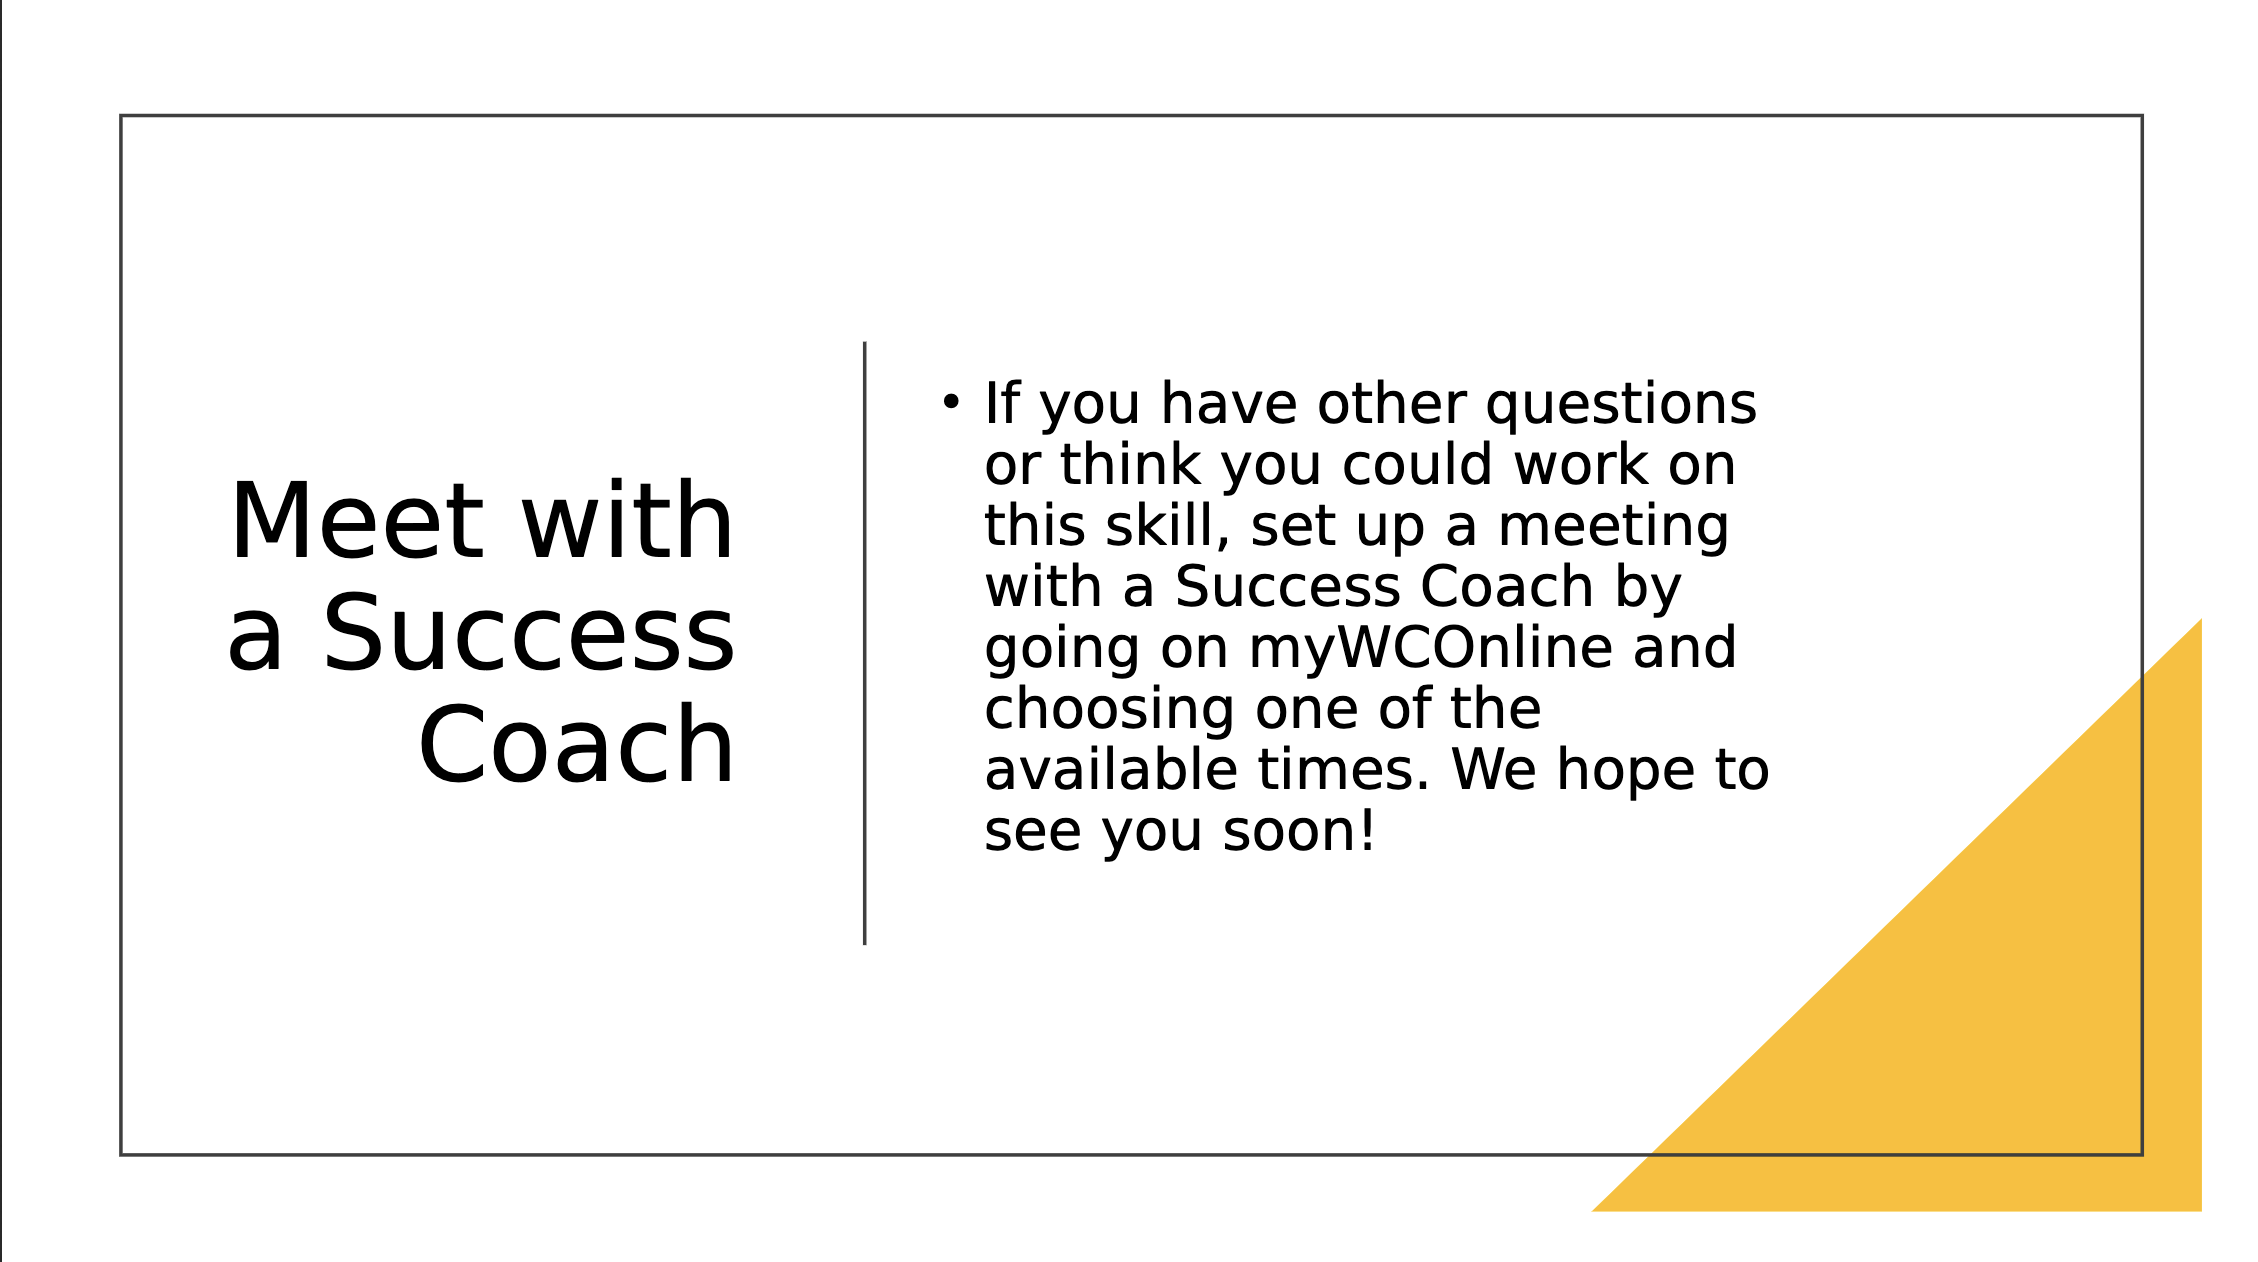 Meet with
a Success
Coach
• If you have other questions
or think you could work on
this skill, set up a meeting
with a Success Coach by
going on myWCOnline and
choosing one of the
available times. We hope to
see you soon!